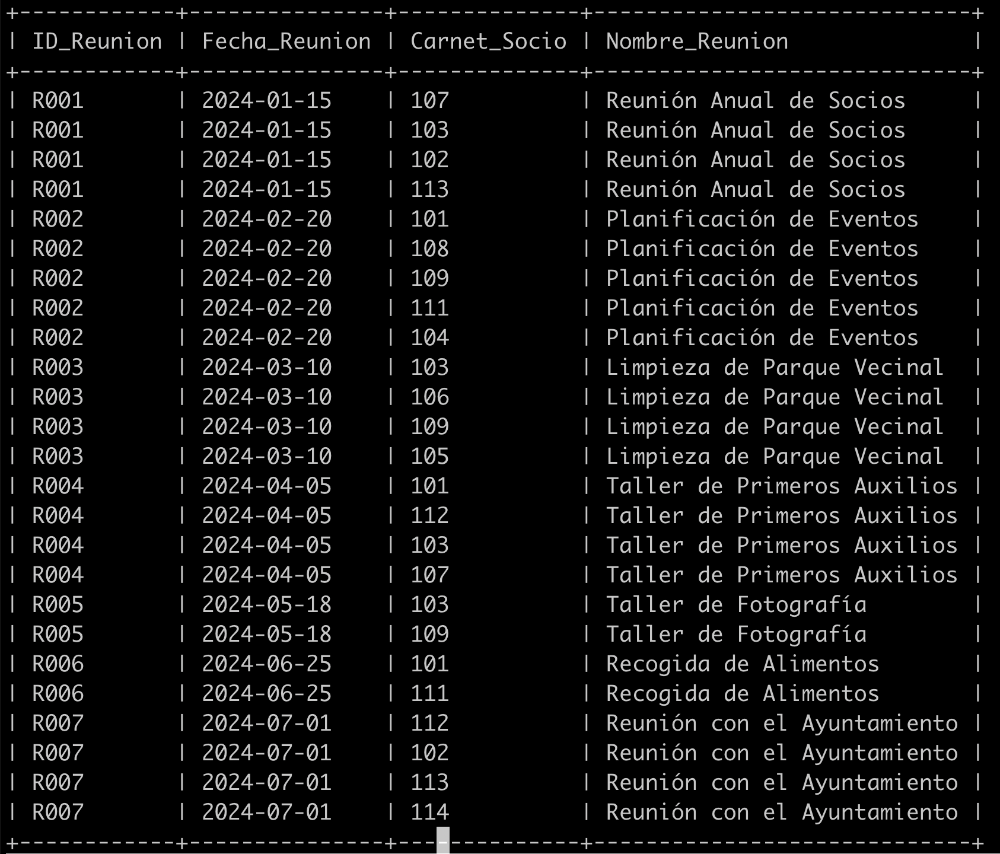 +------------+---------------+--------------+-----------------------------+
| ID_Reunion | Fecha_Reunion | Carnet_Socio | Nombre_Reunion              |
+------------+---------------+--------------+-----------------------------+
| R001       | 2024-01-15    | 107          | Reunión Anual de Socios     |
| R001       | 2024-01-15    | 103          | Reunión Anual de Socios     |
| R001       | 2024-01-15    | 102          | Reunión Anual de Socios     |
| R001       | 2024-01-15    | 113          | Reunión Anual de Socios     |
| R002       | 2024-02-20    | 101          | Planificación de Eventos    |
| R002       | 2024-02-20    | 108          | Planificación de Eventos    |
| R002       | 2024-02-20    | 109          | Planificación de Eventos    |
| R002       | 2024-02-20    | 111          | Planificación de Eventos    |
| R002       | 2024-02-20    | 104          | Planificación de Eventos    |
| R003       | 2024-03-10    | 103          | Limpieza de Parque Vecinal  |
| R003       | 2024-03-10    | 106          | Limpieza de Parque Vecinal  |
| R003       | 2024-03-10    | 109          | Limpieza de Parque Vecinal  |
| R003       | 2024-03-10    | 105          | Limpieza de Parque Vecinal  |
| R004       | 2024-04-05    | 101          | Taller de Primeros Auxilios |
| R004       | 2024-04-05    | 112          | Taller de Primeros Auxilios |
| R004       | 2024-04-05    | 103          | Taller de Primeros Auxilios |
| R004       | 2024-04-05    | 107          | Taller de Primeros Auxilios |
| R005       | 2024-05-18    | 103          | Taller de Fotografía        |
| R005       | 2024-05-18    | 109          | Taller de Fotografía        |
| R006       | 2024-06-25    | 101          | Recogida de Alimentos       |
| R006       | 2024-06-25    | 111          | Recogida de Alimentos       |
| R007       | 2024-07-01    | 112          | Reunión con el Ayuntamiento |
| R007       | 2024-07-01    | 102          | Reunión con el Ayuntamiento |
| R007       | 2024-07-01    | 113          | Reunión con el Ayuntamiento |
| R007       | 2024-07-01    | 114          | Reunión con el Ayuntamiento |
+------------+---------------+--------------+-----------------------------+